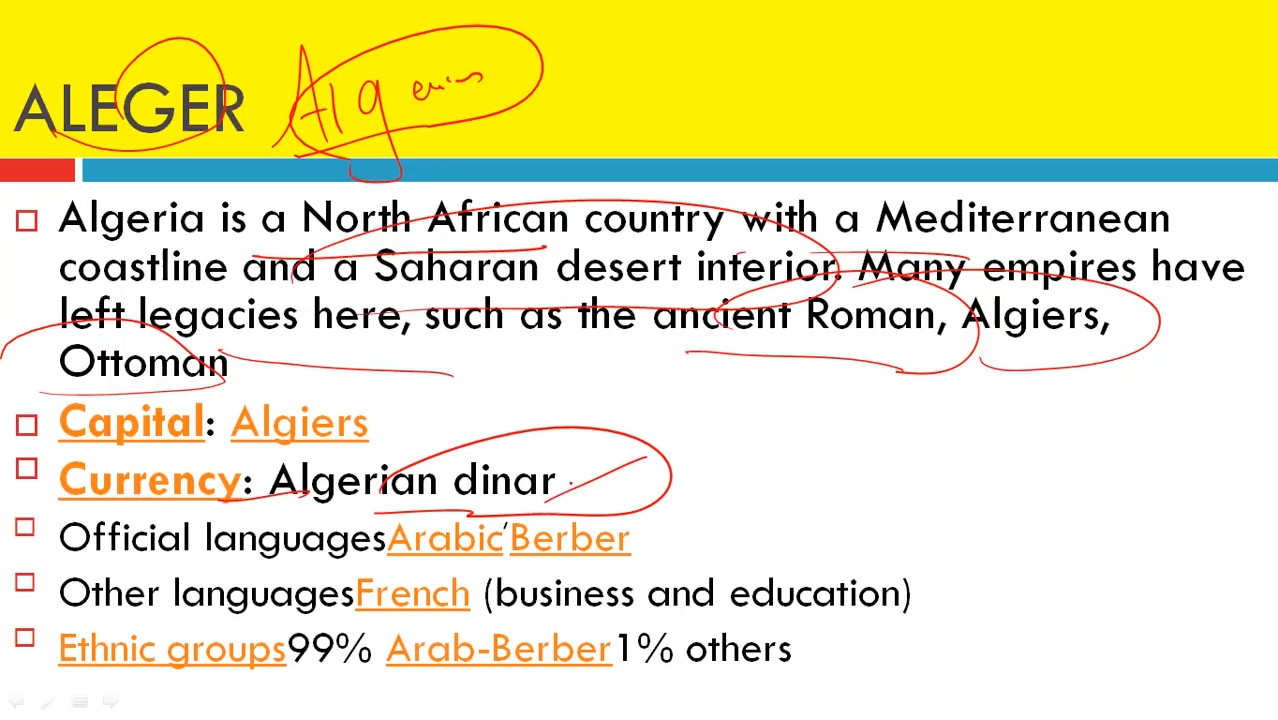 ALEGER
Algeria is a North African country with a Mediterranean
coastline and a Saharan desert interior. Many empires have
left legacies here, such as the ancient Roman, Algiers,
Ottoman
Capital: Algiers
Currency: Algerian dinar
Official languagesArabic'Berber
Other languagesFrench (business and education)
Ethnic groups99% Arab-Berber1% others